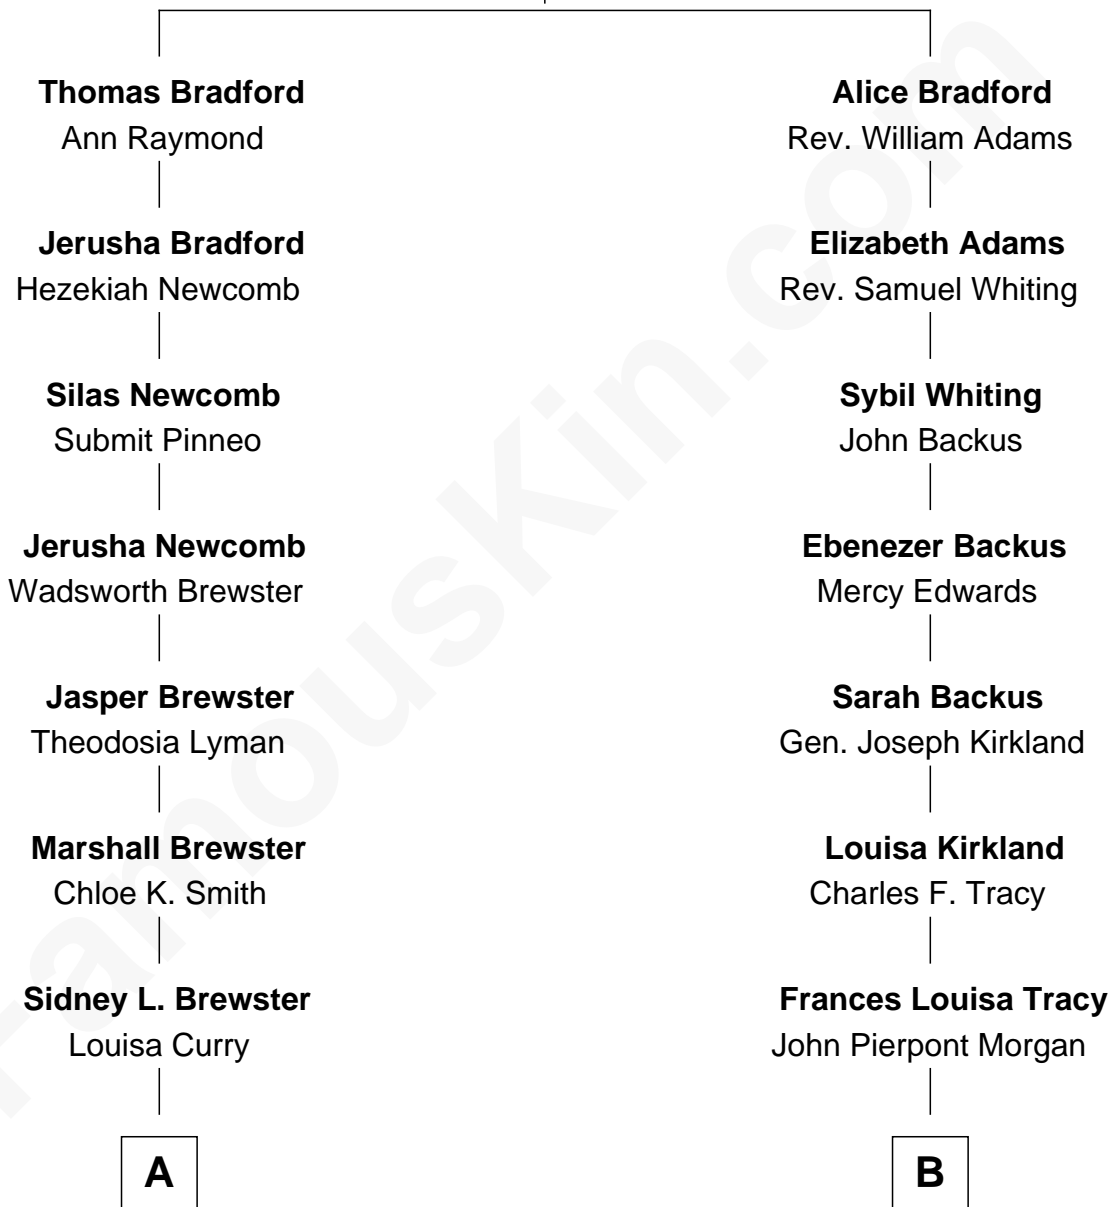 Thomas Bradford
Ann Raymond
Jerusha Bradford
Hezekiah Newcomb
Silas Newcomb
Submit Pinneo
Jerusha Newcomb
Wadsworth Brewster
Jasper Brewster
Theodosia Lyman
Marshall Brewster
Chloe K. Smith
Sidney L. Brewster
Louisa Curry
A
Alice Bradford
Rev. William Adams
Elizabeth Adams
Rev. Samuel Whiting
Sybil Whiting
John Backus
Ebenezer Backus
Mercy Edwards
Sarah Backus
Gen. Joseph Kirkland
Louisa Kirkland
Charles F. Tracy
Frances Louisa Tracy
John Pierpont Morgan
B
FamousKin.com